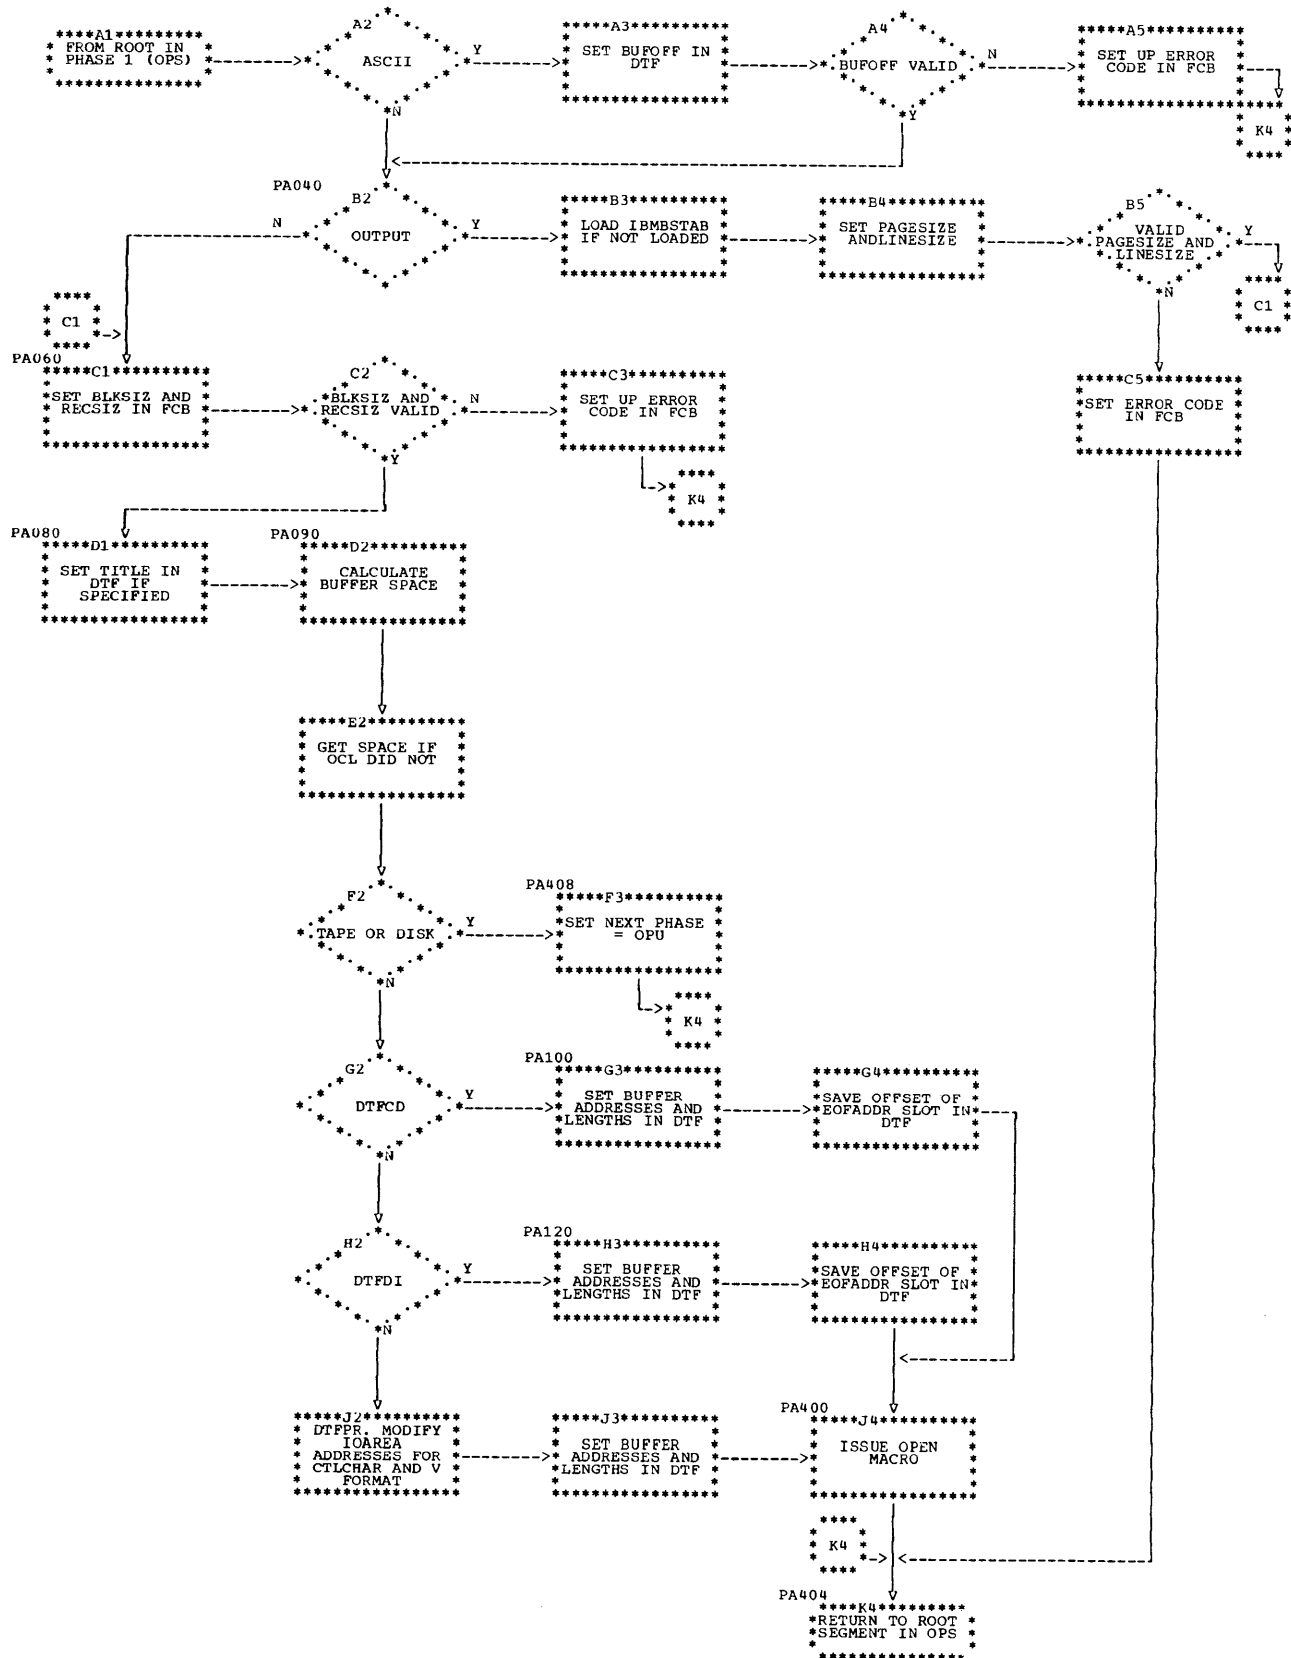 A1
FROM ROOT IN
PHASE 1 (OPS)
A2
ASCII
Y
N
A3
SET BUFOFF IN
DTF
A4
BUFOFF VALID
N
Y
A5
SET UP ERROR
CODE IN FCB
K4
PA040
B2
OUTPUT
N
Y
B3
LOAD IBMBSTAB
IF NOT LOADED
B4
SET PAGESIZE
ANDLINESIZE
B5
VALID
PAGESIZE AND
LINESIZE
Y
N
C1
C1
PA060
C1
SET BLKSIZ AND
RECSIZ IN FCB
C2
BLKSIZ AND
RECSIZ VALID
N
Y
C3
SET UP ERROR
CODE IN FCB
K4
C5
SET ERROR CODE
IN FCB
PA080
D1
SET TITLE IN
DTF IF
SPECIFIED
PA090
D2
CALCULATE
BUFFER SPACE
E2
GET SPACE IF
OCL DID NOT
F2
TAPE OR DISK
Y
N
PA408
F3
SET NEXT PHASE
= OPU
K4
G2
DTFCD
Y
N
PA100
G3
SET BUFFER
ADDRESSES AND
LENGTHS IN DTF
G4
SAVE OFFSET OF
EOFADDR SLOT IN
DTF
H2
DTFDI
Y
N
PA120
H3
SET BUFFER
ADDRESSES AND
LENGTHS IN DTF
H4
SAVE OFFSET OF
EOFADDR SLOT IN
DTF
J2
DTFPR. MODIFY
IOAREA
ADDRESSES FOR
CTLCHAR AND V
FORMAT
J3
SET BUFFER
ADDRESSES AND
LENGTHS IN DTF
PA400
J4
ISSUE OPEN
MACRO
K4
PA404
K4
RETURN TO ROOT
SEGMENT IN OPS